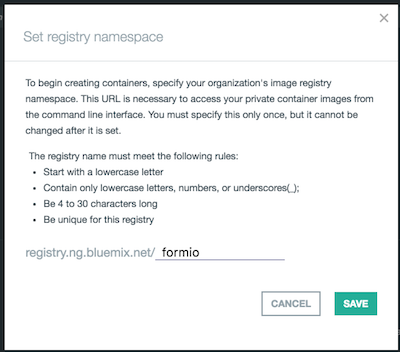 Set registry namespace
To begin creating containers, specify your organization's image registry
namespace. This URL is necessary to access your private container images from
the command line interface. You must specify this only once, but it cannot be
changed after it is set.
The registry name must meet the following rules:
• Start with a lowercase letter
• Contain only lowercase letters, numbers, or underscores(_);
• Be 4 to 30 characters long
• Be unique for this registry
registry.ng.bluemix.net/ formio
CANCEL SAVE